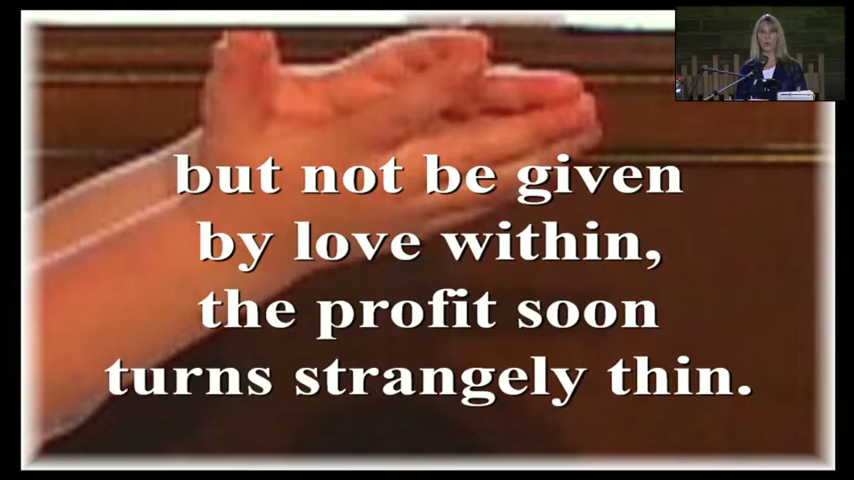 but not be given
by love within,
the profit soon
turns strangely thin.